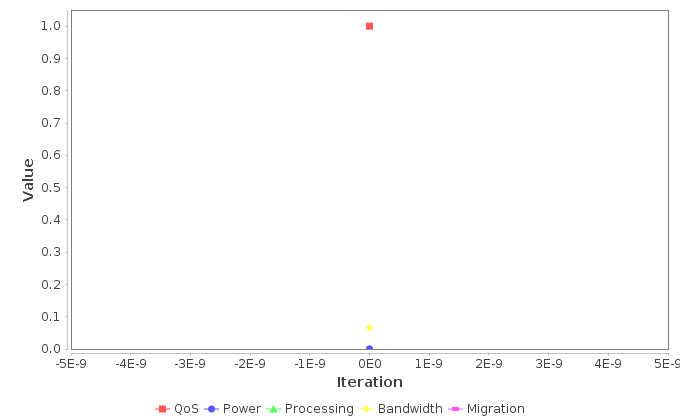 1.0
0.9
0.8
0.7
0.6
0.5
0.4
0.3
0.2
0.1
0.0
Value
-5E-9 -4E-9 -3E-9 -2E-9 -1E-9 0E0 1E-9 2E-9 3E-9 4E-9 5E-9
Iteration
QoS Power Processing Bandwidth Migration